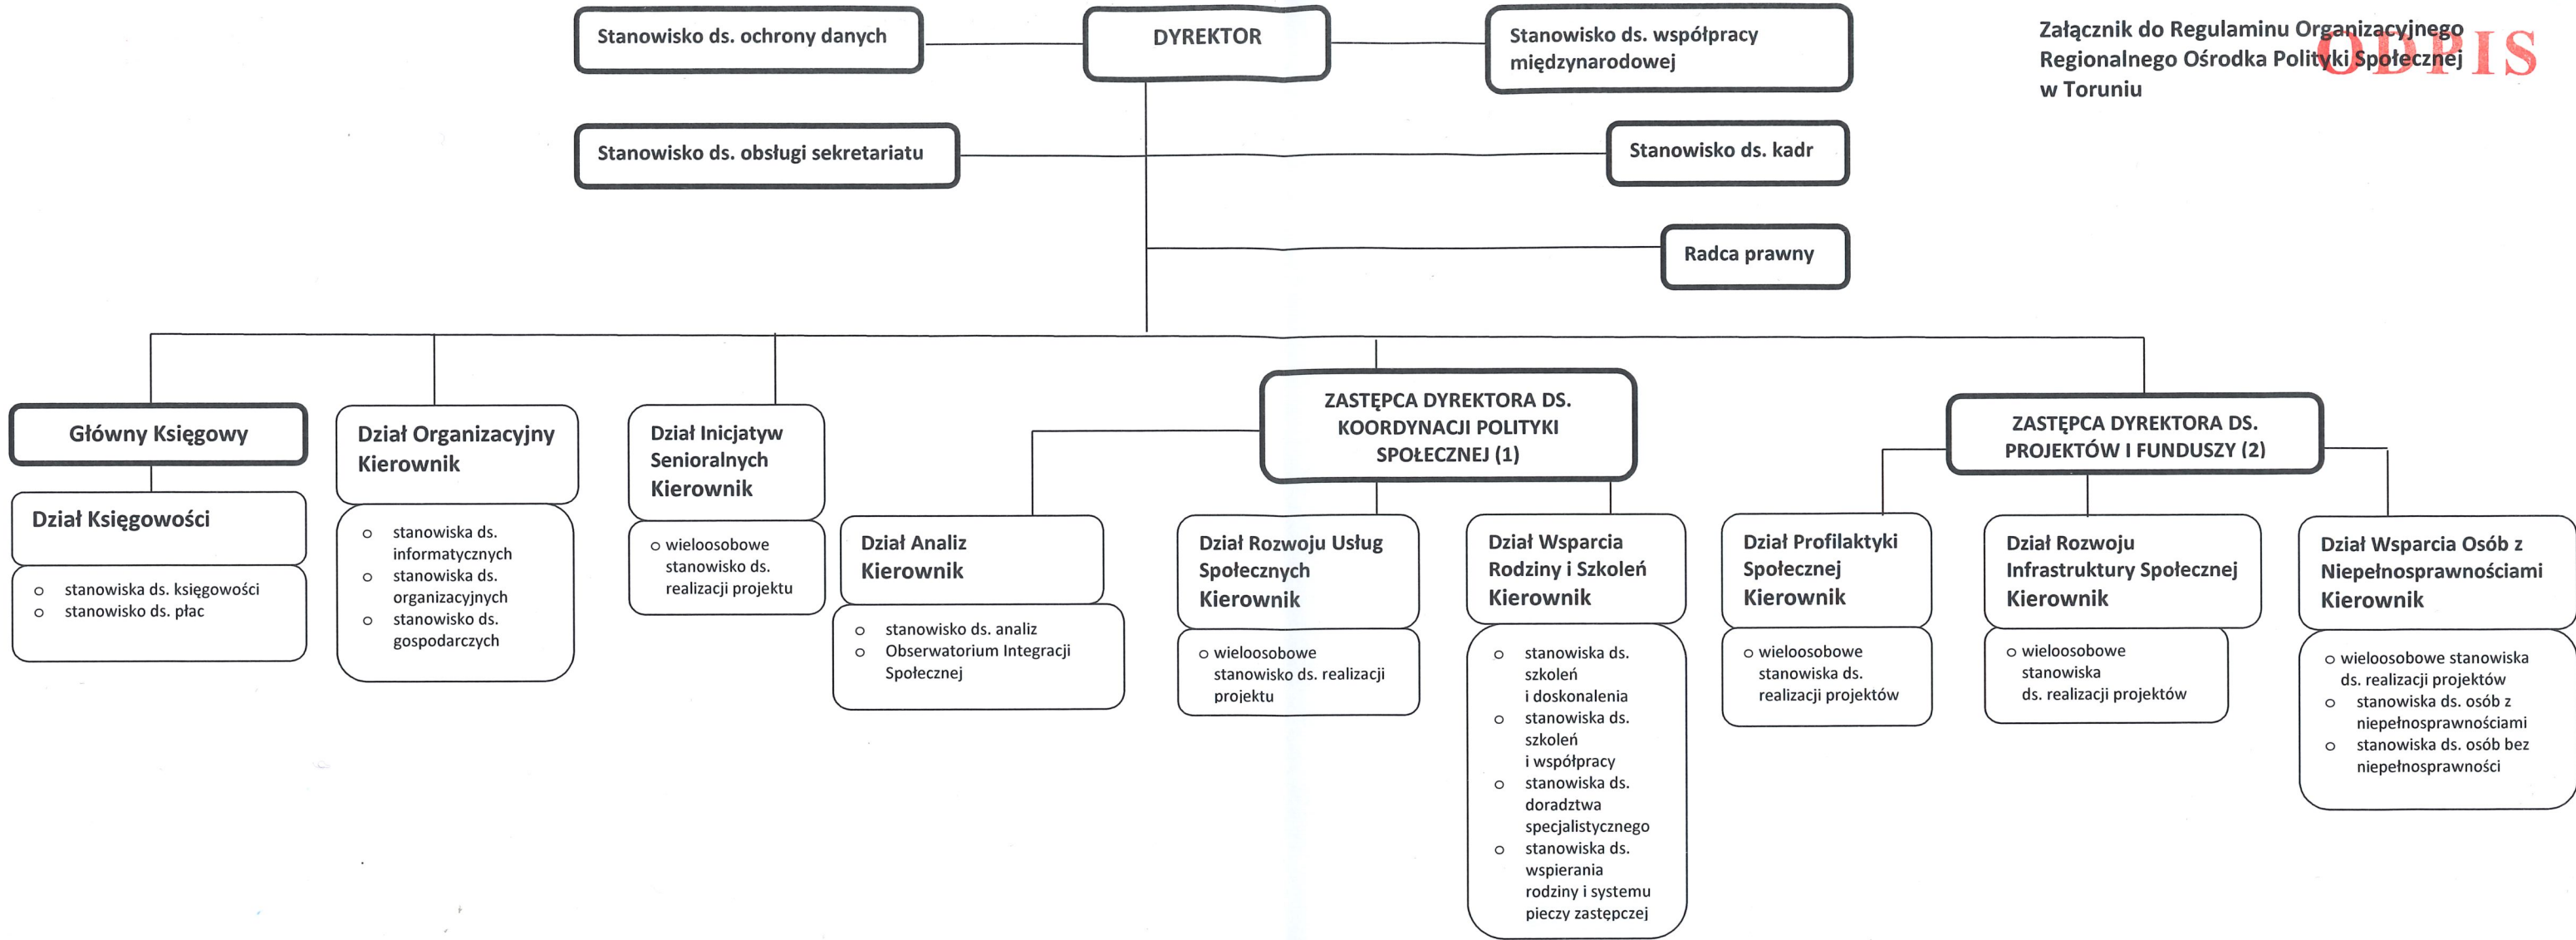 Stanowisko ds. ochrony danych
DYREKTOR
Stanowisko ds. współpracy
międzynarodowej
Załącznik do Regulaminu Organizacyjnego
Regionalnego Ośrodka Polityki Społecznej
w Toruniu
ODPIS
Stanowisko ds. obsługi sekretariatu
Stanowisko ds. kadr
Radca prawny
Główny Księgowy
Dział Księgowości
o stanowiska ds. księgowości
o stanowisko ds. płac
Dział Organizacyjny
Kierownik
o stanowiska ds.
informatycznych
o stanowiska ds.
organizacyjnych
o stanowisko ds.
gospodarczych
Dział Inicjatyw
Senioralnych
Kierownik
o wieloosobowe
stanowisko ds.
realizacji projektu
ZASTĘPCA DYREKTORA DS.
KOORDYNACJI POLITYKI
SPOŁECZNEJ (1)
Dział Analiz
Kierownik
o stanowisko ds. analiz
o Obserwatorium Integracji
Społecznej
Dział Rozwoju Usług
Społecznych
Kierownik
o wieloosobowe
stanowisko ds. realizacji
projektu
Dział Wsparcia
Rodziny i Szkoleń
Kierownik
o stanowiska ds.
szkoleń
i doskonalenia
o stanowiska ds.
szkoleń
i współpracy
o stanowiska ds.
doradztwa
specjalistycznego
o stanowiska ds.
wspierania
rodziny i systemu
pieczy zastępczej
ZASTĘPCA DYREKTORA DS.
PROJEKTÓW I FUNDUSZY (2)
Dział Profilaktyki
Społecznej
Kierownik
o wieloosobowe
stanowiska ds.
realizacji projektów
Dział Rozwoju
Infrastruktury Społecznej
Kierownik
o wieloosobowe
stanowiska
ds. realizacji projektów
Dział Wsparcia Osób z
Niepełnosprawnościami
Kierownik
o wieloosobowe stanowiska
ds. realizacji projektów
o stanowiska ds. osób z
niepełnosprawnościami
o stanowiska ds. osób bez
niepełnosprawności